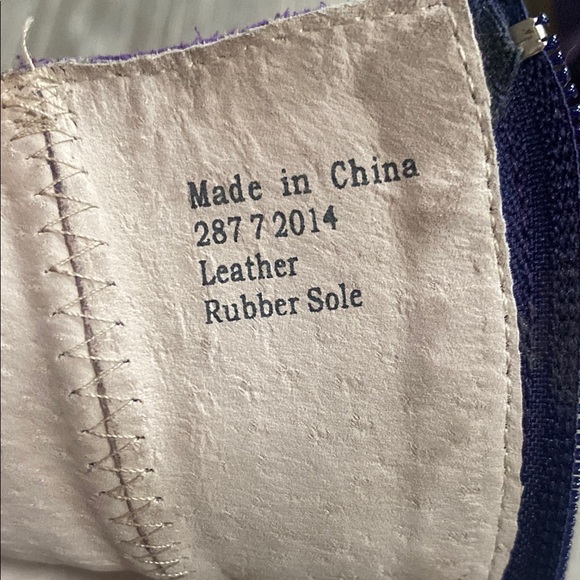 Made in China
287 7 2014
Leather
Rubber Sole